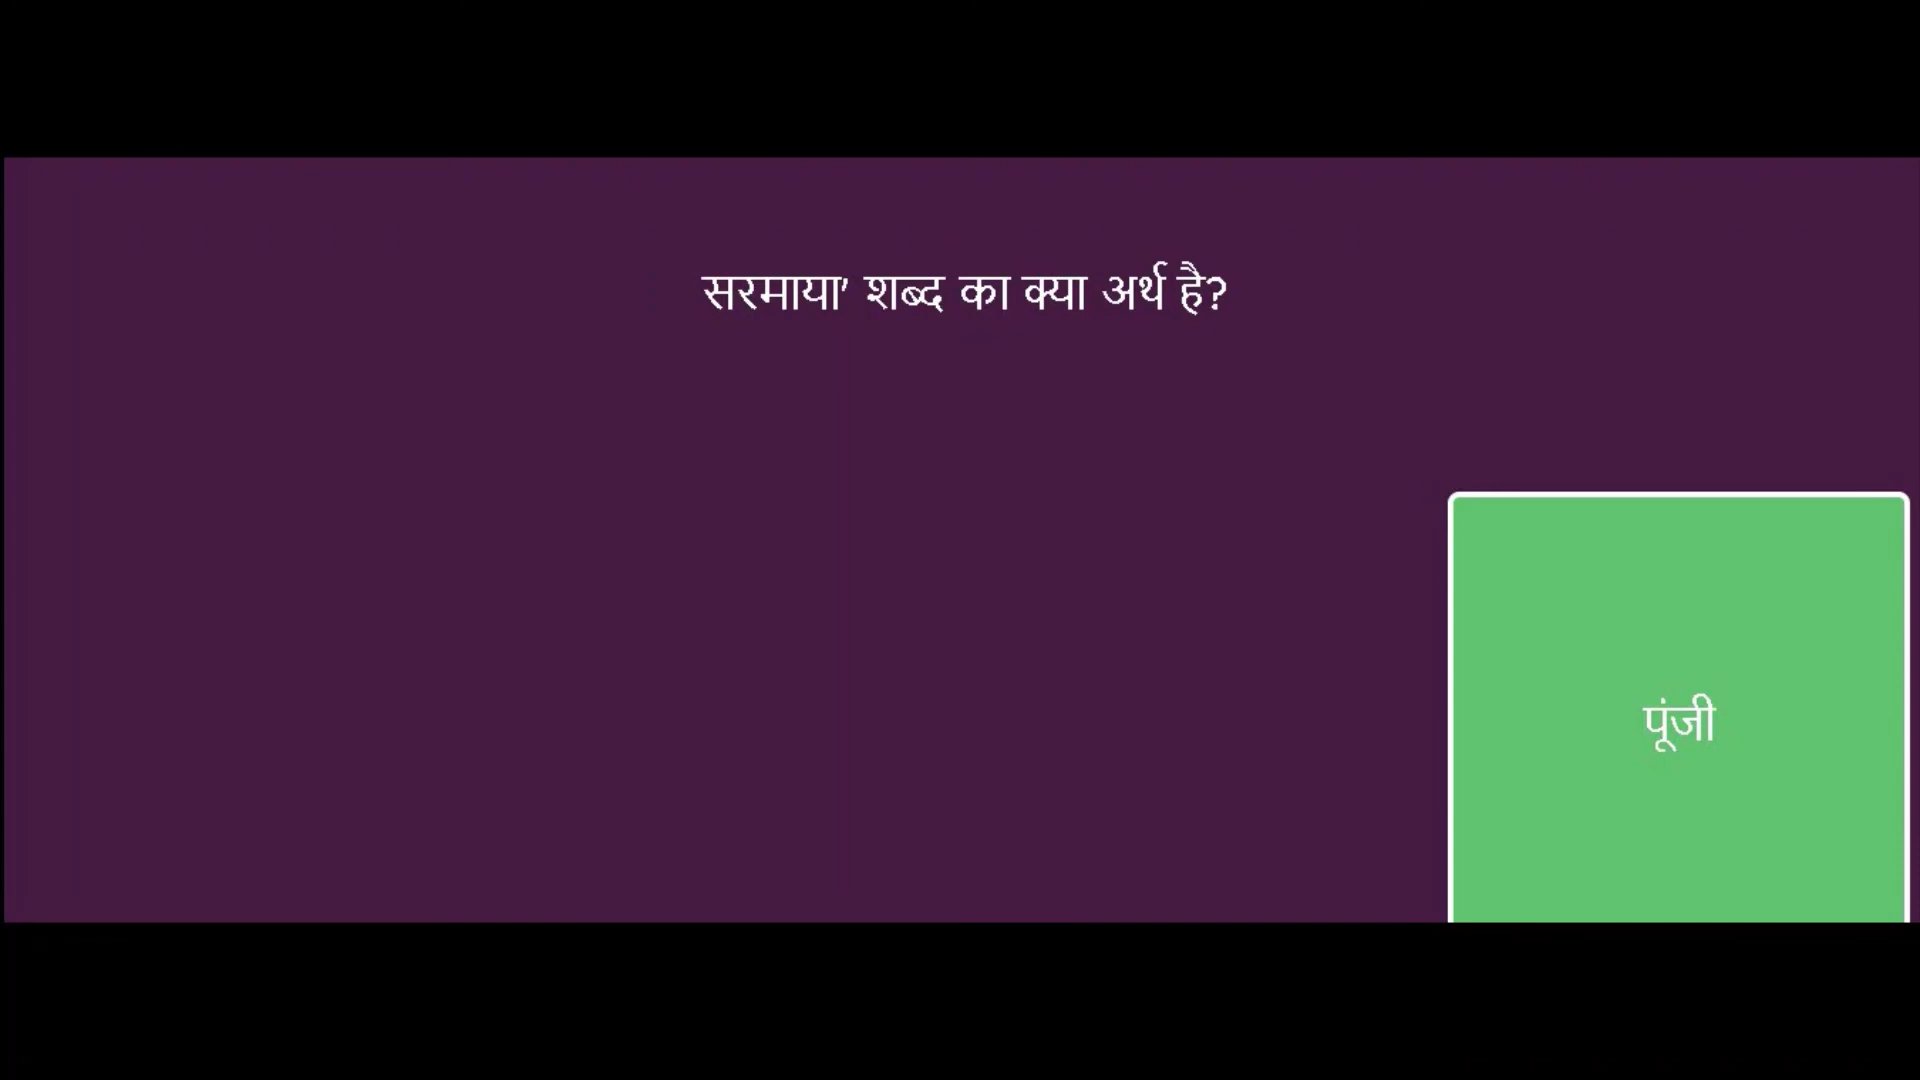 सरमाया' शब्द का क्या अर्थ है?
पूंजी